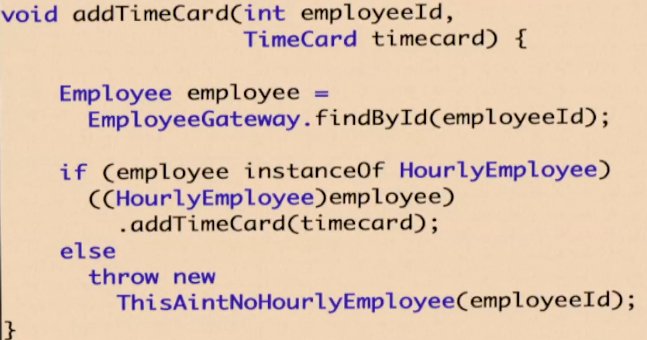 void addTimeCard(int employeeId,
TimeCard timecard) {
Employee employee =
EmployeeGateway.findById(employeeId);
if (employee instanceOf HourlyEmployee)
((HourlyEmployee)employee)
.addTimeCard(timecard);
else
throw new
ThisAintNoHourlyEmployee(employeeId);
}